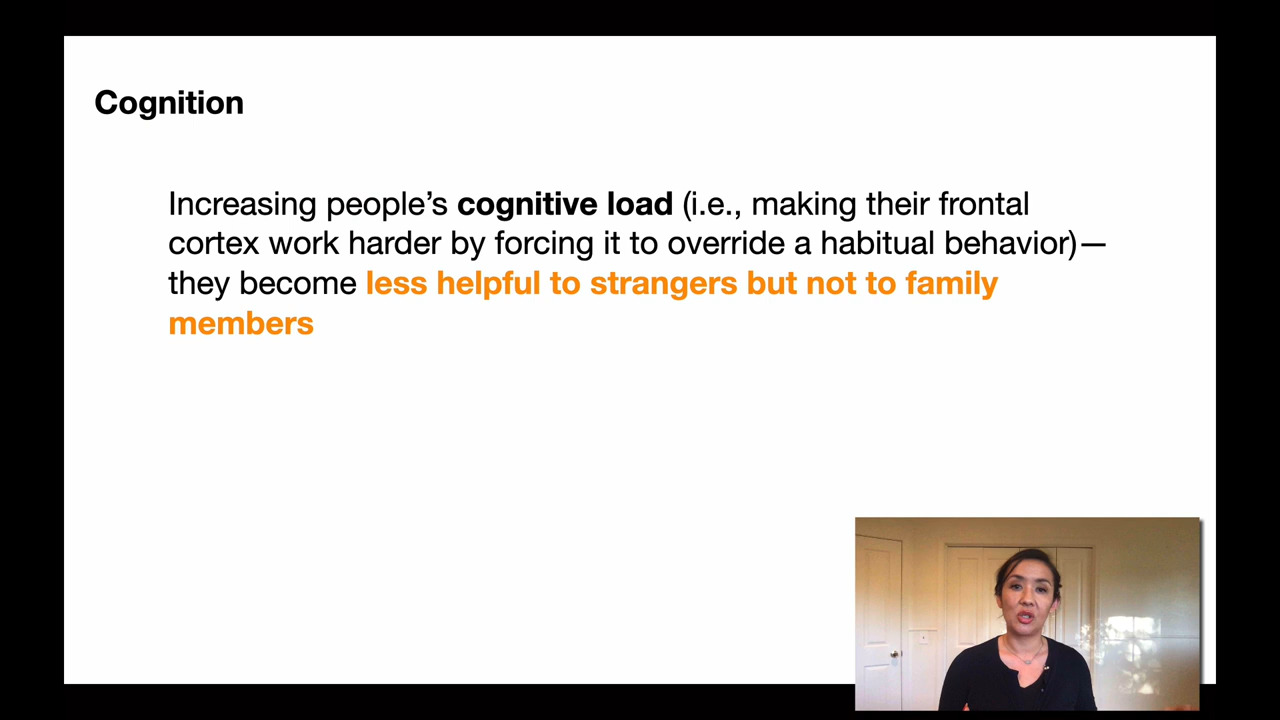 Cognition
Increasing people’s cognitive load (i.e., making their frontal
cortex work harder by forcing it to override a habitual behavior)—
they become less helpful to strangers but not to family
members